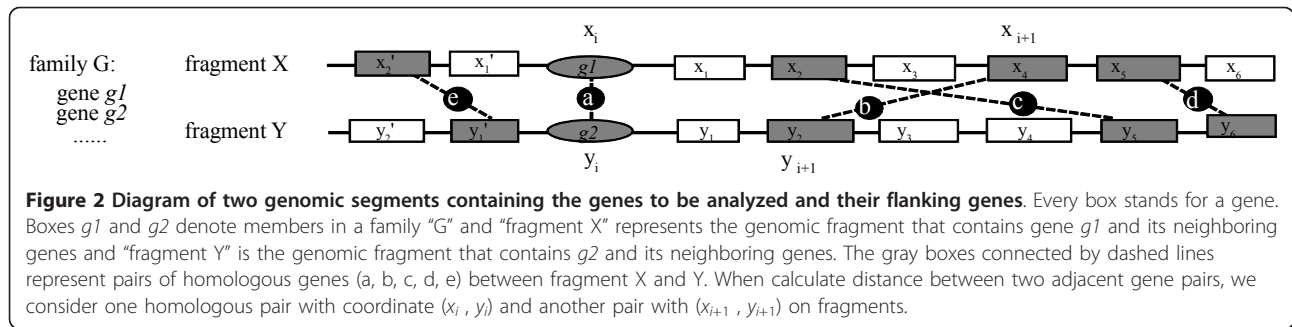 xᵢ xᵢ₊₁
family G: fragment X x₂' x₁' g1 x₁ x₂ x₃ x₄ x₅ x₆
gene g1
gene g2
e a b c d
fragment Y y₂' y₁' g2 y₁ y₂ y₃ y₄ y₅ y₆
......
yᵢ yᵢ₊₁
Figure 2 Diagram of two genomic segments containing the genes to be analyzed and their flanking genes. Every box stands for a gene.
Boxes g1 and g2 denote members in a family “G” and “fragment X” represents the genomic fragment that contains gene g1 and its neighboring
genes and “fragment Y” is the genomic fragment that contains g2 and its neighboring genes. The gray boxes connected by dashed lines
represent pairs of homologous genes (a, b, c, d, e) between fragment X and Y. When calculate distance between two adjacent gene pairs, we
consider one homologous pair with coordinate (xᵢ , yᵢ) and another pair with (xᵢ₊₁ , yᵢ₊₁) on fragments.